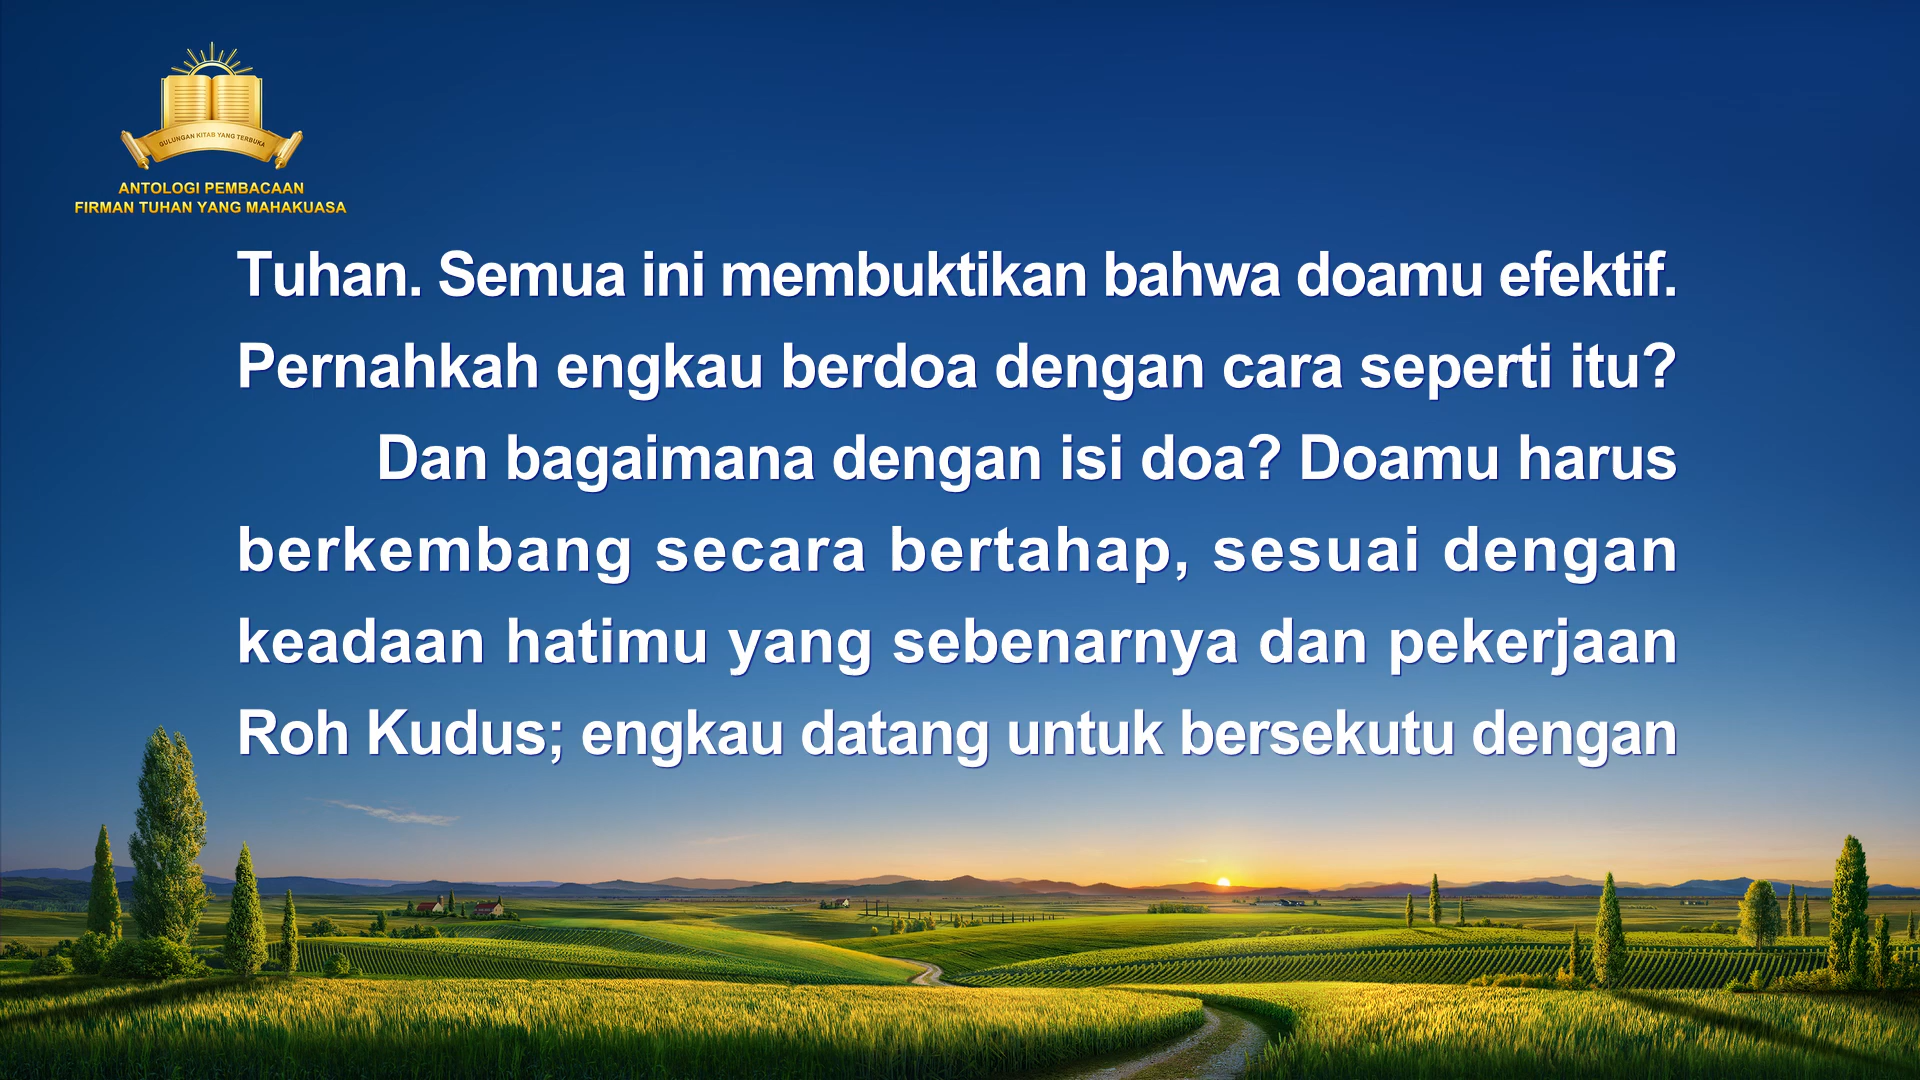 GULUNGAN KITAB YANG TERBUKA
ANTOLOGI PEMBACAAN
FIRMAN TUHAN YANG MAHAKUASA
Tuhan. Semua ini membuktikan bahwa doamu efektif.
Pernahkah engkau berdoa dengan cara seperti itu?
Dan bagaimana dengan isi doa? Doamu harus
berkembang secara bertahap, sesuai dengan
keadaan hatimu yang sebenarnya dan pekerjaan
Roh Kudus; engkau datang untuk bersekutu dengan